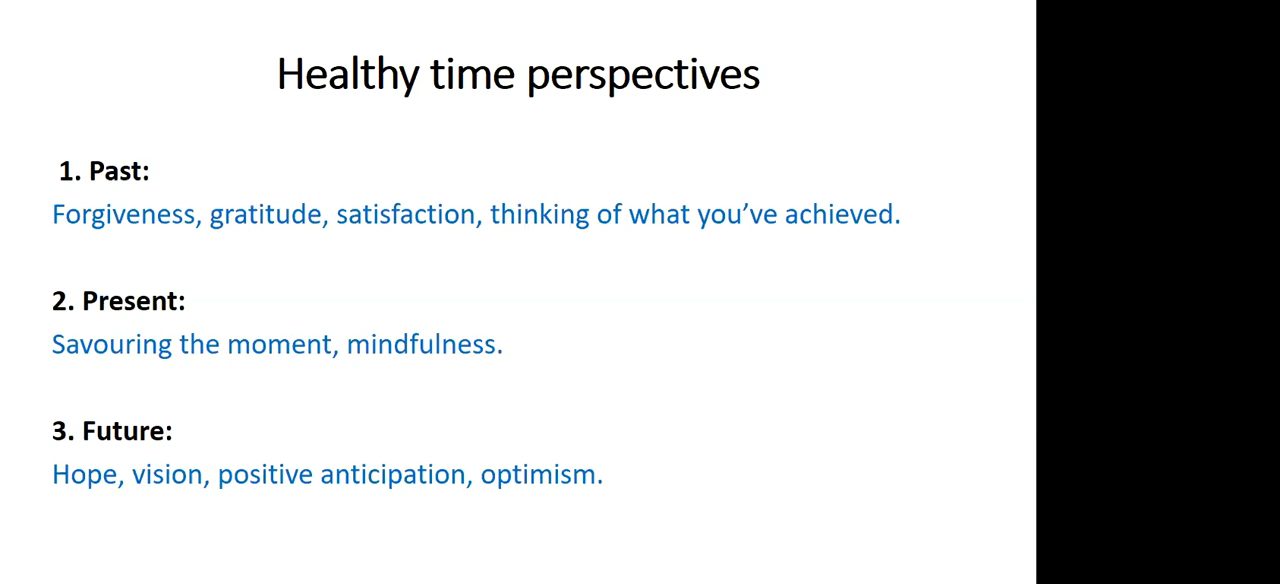 Healthy time perspectives
1. Past:
Forgiveness, gratitude, satisfaction, thinking of what you’ve achieved.
2. Present:
Savouring the moment, mindfulness.
3. Future:
Hope, vision, positive anticipation, optimism.